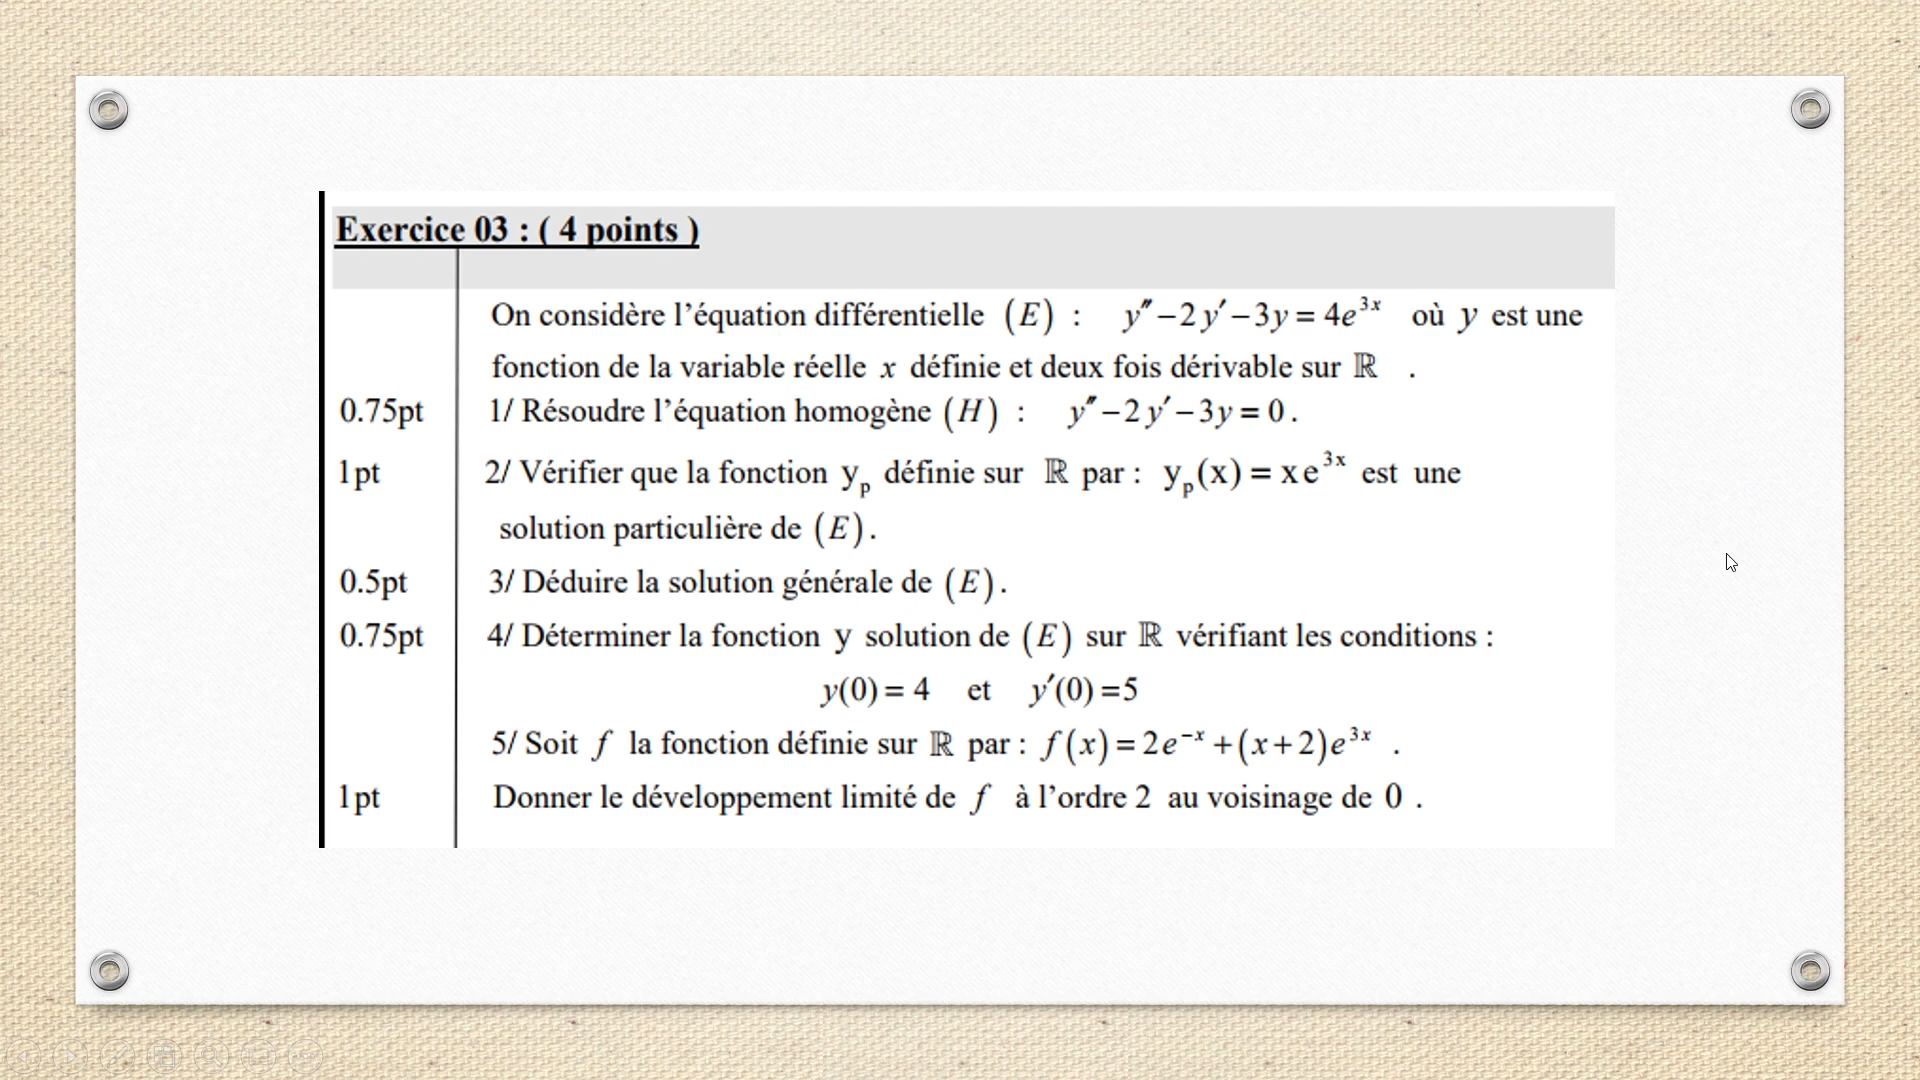 Exercice 03 : ( 4 points )
On considère l’équation différentielle (E) : y″ − 2y′ − 3y = 4e^{3x} où y est une
fonction de la variable réelle x définie et deux fois dérivable sur ℝ .
0.75pt 1/ Résoudre l’équation homogène (H) : y″ − 2y′ − 3y = 0 .
1pt 2/ Vérifier que la fonction y_p définie sur ℝ par : y_p(x) = x e^{3x} est une
solution particulière de (E) .
0.5pt 3/ Déduire la solution générale de (E) .
0.75pt 4/ Déterminer la fonction y solution de (E) sur ℝ vérifiant les conditions :
y(0) = 4 et y′(0) = 5
5/ Soit f la fonction définie sur ℝ par : f(x) = 2e^{−x} + (x+2)e^{3x} .
1pt Donner le développement limité de f à l’ordre 2 au voisinage de 0 .